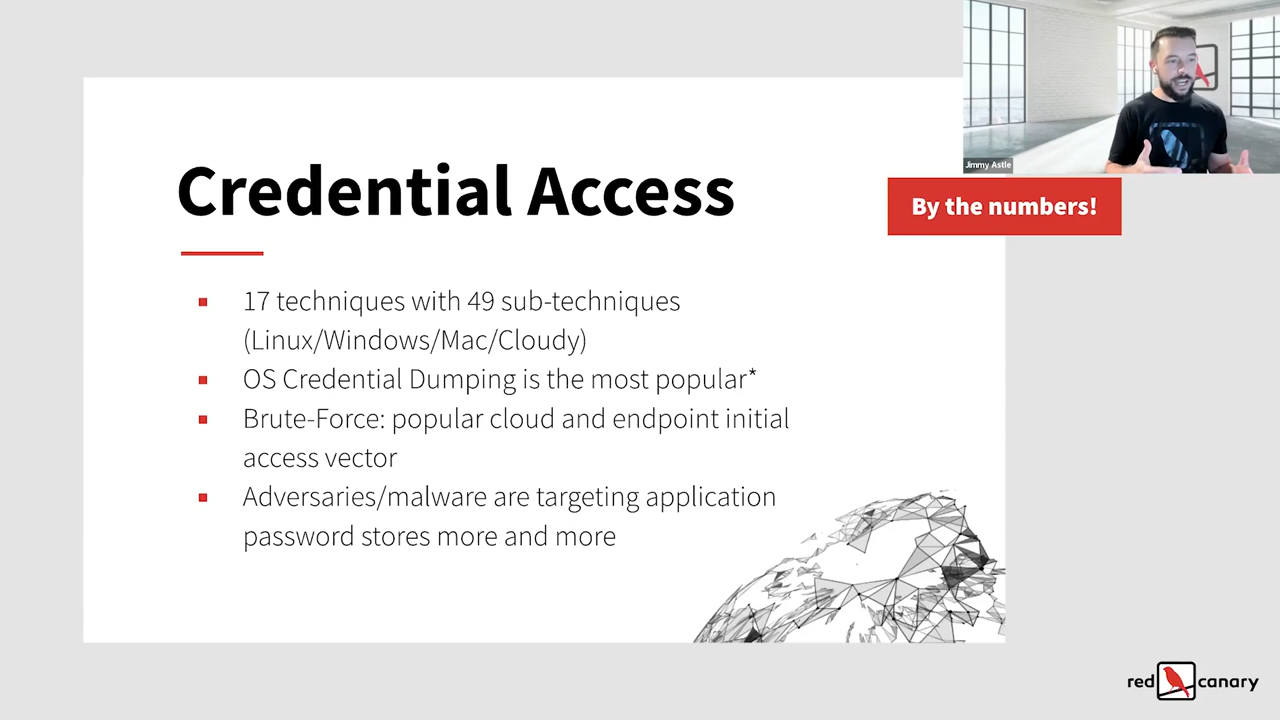 Jimmy Astle
By the numbers!
Credential Access
17 techniques with 49 sub-techniques
(Linux/Windows/Mac/Cloudy)
OS Credential Dumping is the most popular*
Brute-Force: popular cloud and endpoint initial
access vector
Adversaries/malware are targeting application
password stores more and more
red canary